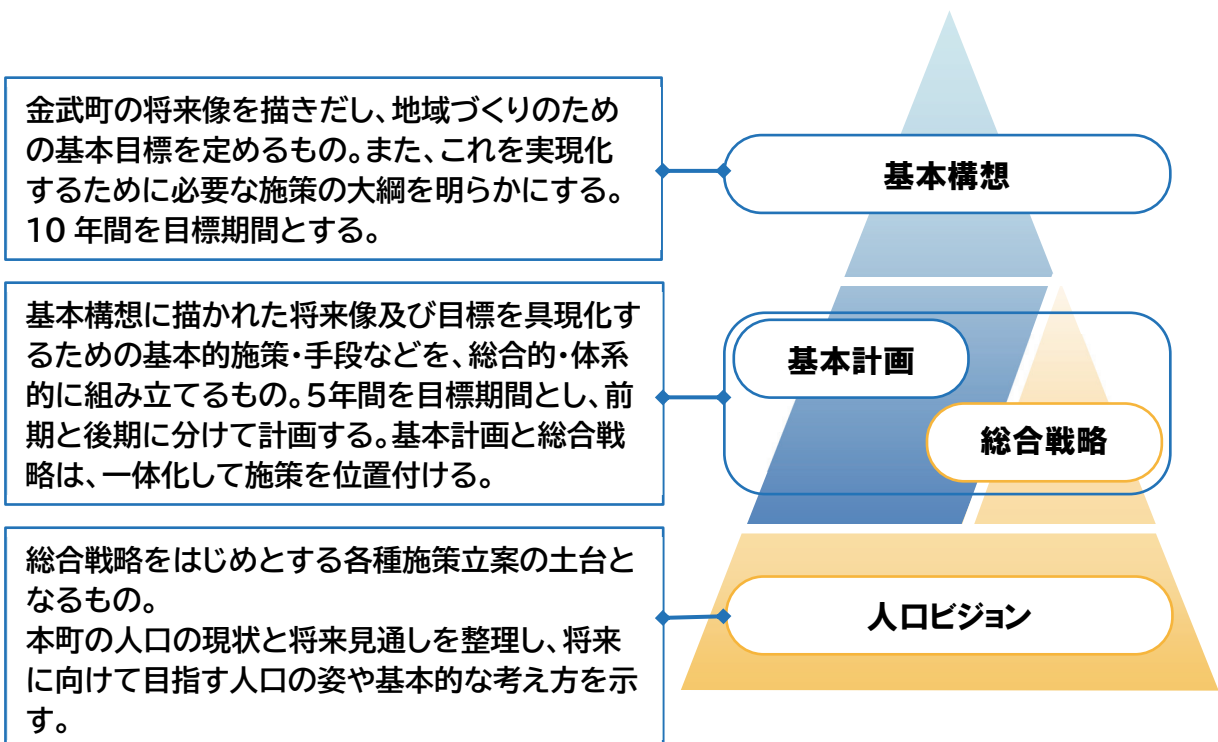 金武町の将来像を描きだし、地域づくりのため
の基本目標を定めるもの。また、これを実現化
するために必要な施策の大綱を明らかにする。
10 年間を目標期間とする。
基本構想
基本構想に描かれた将来像及び目標を具現化す
るための基本的施策・手段などを、総合的・体系
的に組み立てるもの。5年間を目標期間とし、前
期と後期に分けて計画する。基本計画と総合戦
略は、一体化して施策を位置付ける。
基本計画
総合戦略
総合戦略をはじめとする各種施策立案の土台と
なるもの。
本町の人口の現状と将来見通しを整理し、将来
に向けて目指す人口の姿や基本的な考え方を示
す。
人口ビジョン